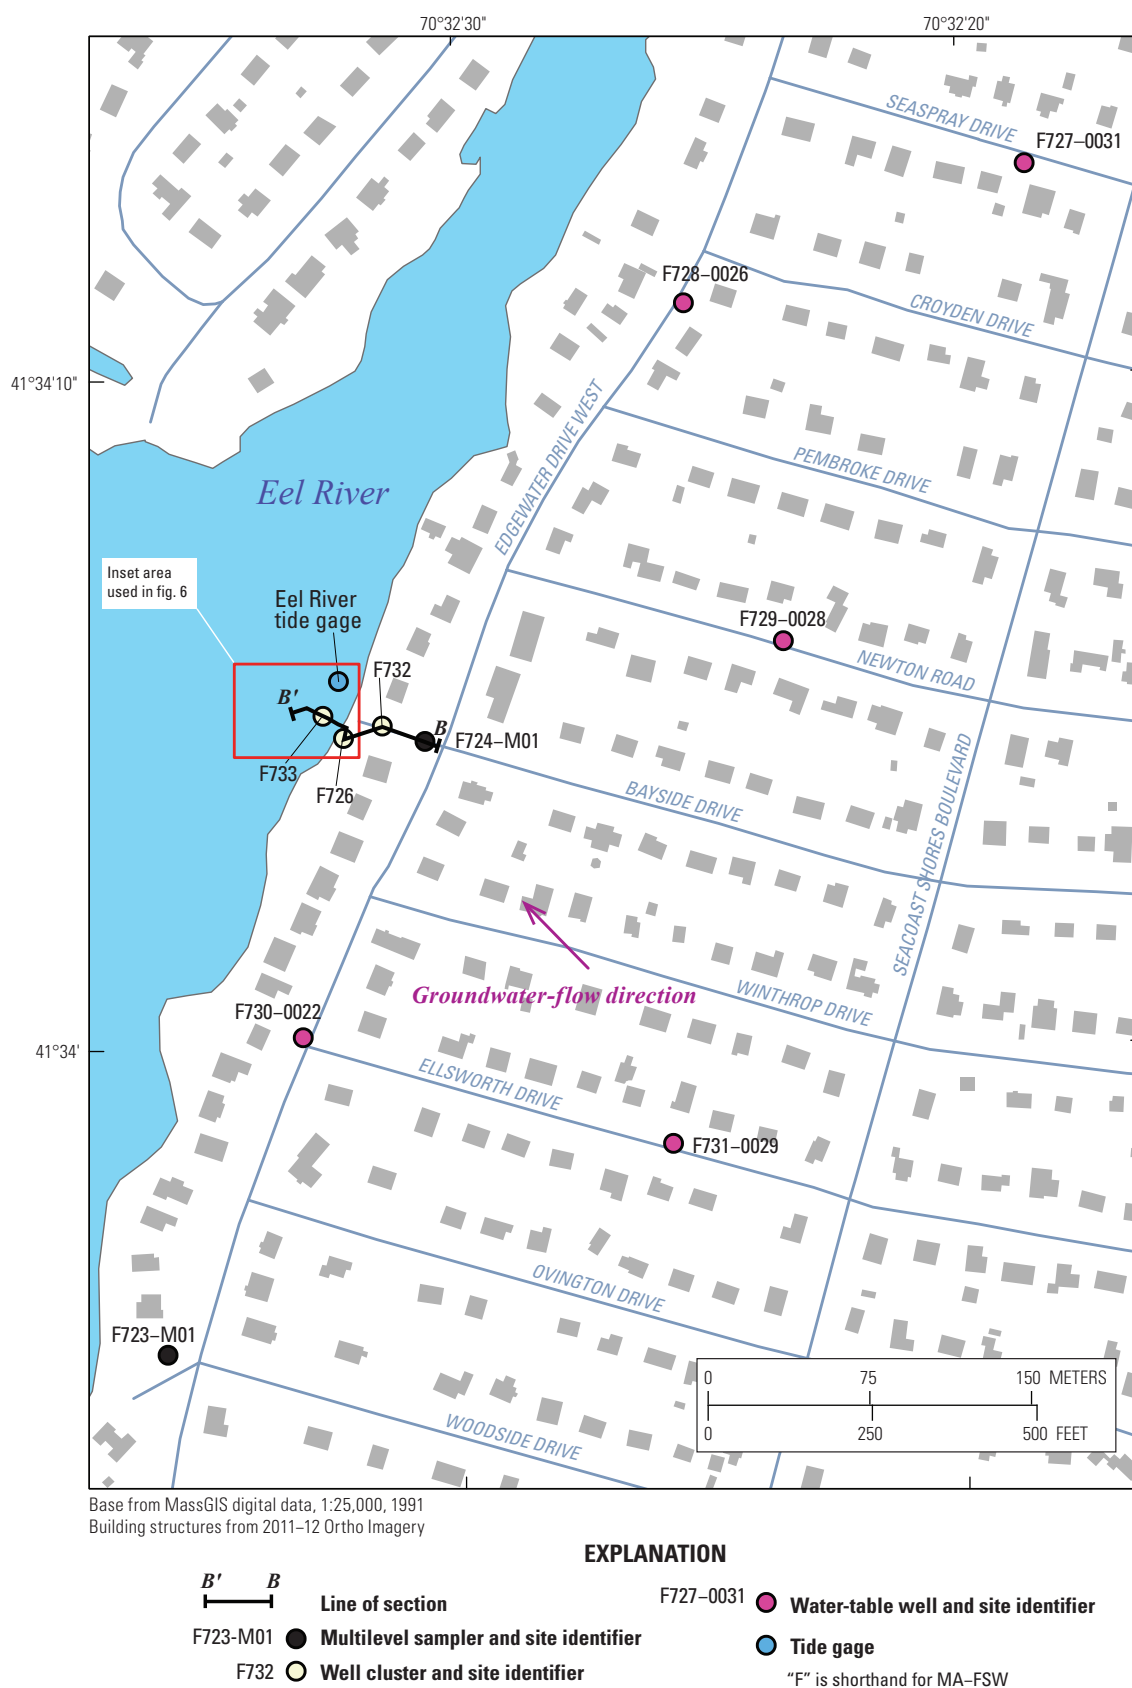 70°32'30"
70°32'20"
SEASPRAY DRIVE
F727–0031
F728–0026
CROYDEN DRIVE
41°34'10"
EDGEWATER DRIVE WEST
PEMBROKE DRIVE
Eel River
Inset area
used in fig. 6
Eel River
tide gage
F729–0028
NEWTON ROAD
F732
B'
B
F724–M01
F733
F726
BAYSIDE DRIVE
SEACOAST SHORES BOULEVARD
Groundwater-flow direction
WINTHROP DRIVE
F730–0022
41°34'
ELLSWORTH DRIVE
F731–0029
OVINGTON DRIVE
F723–M01
WOODSIDE DRIVE
0 75 150 METERS
0 250 500 FEET
Base from MassGIS digital data, 1:25,000, 1991
Building structures from 2011–12 Ortho Imagery
EXPLANATION
B' B
Line of section
F723-M01 Multilevel sampler and site identifier
F732 Well cluster and site identifier
F727–0031 Water-table well and site identifier
Tide gage
“F” is shorthand for MA–FSW